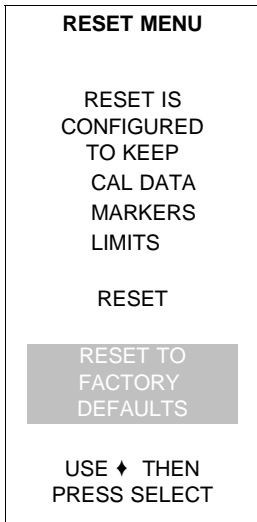 RESET MENU
RESET IS
CONFIGURED
TO KEEP
CAL DATA
MARKERS
LIMITS
RESET
RESET TO
FACTORY
DEFAULTS
USE ♦ THEN
PRESS SELECT